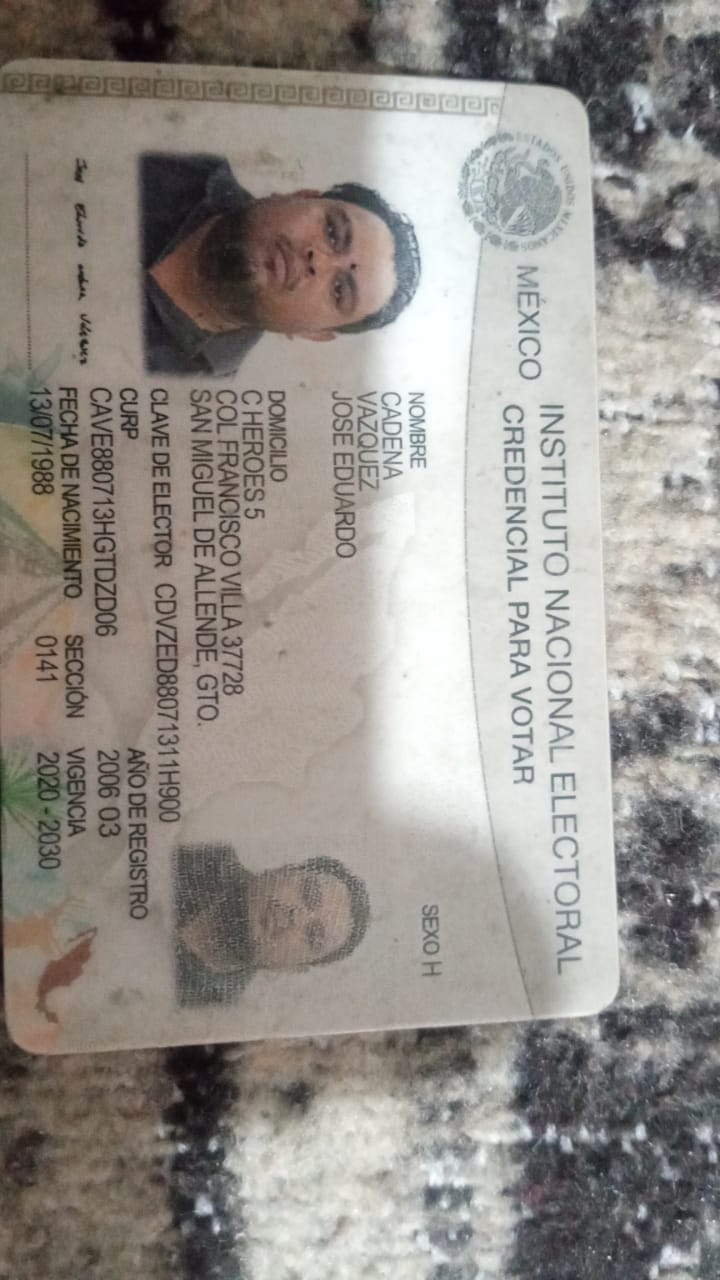 ESTADOS UNIDOS MEXICANOS
MÉXICO INSTITUTO NACIONAL ELECTORAL
CREDENCIAL PARA VOTAR
NOMBRE
CADENA
VAZQUEZ
JOSE EDUARDO
SEXO H
DOMICILIO
C HEROES 5
COL FRANCISCO VILLA 37728
SAN MIGUEL DE ALLENDE, GTO.
CLAVE DE ELECTOR CDVZED88071311H900
CURP
CAVE880713HGTDZD06
AÑO DE REGISTRO
2006 03
FECHA DE NACIMIENTO
13/07/1988
SECCIÓN
0141
VIGENCIA
2020 - 2030